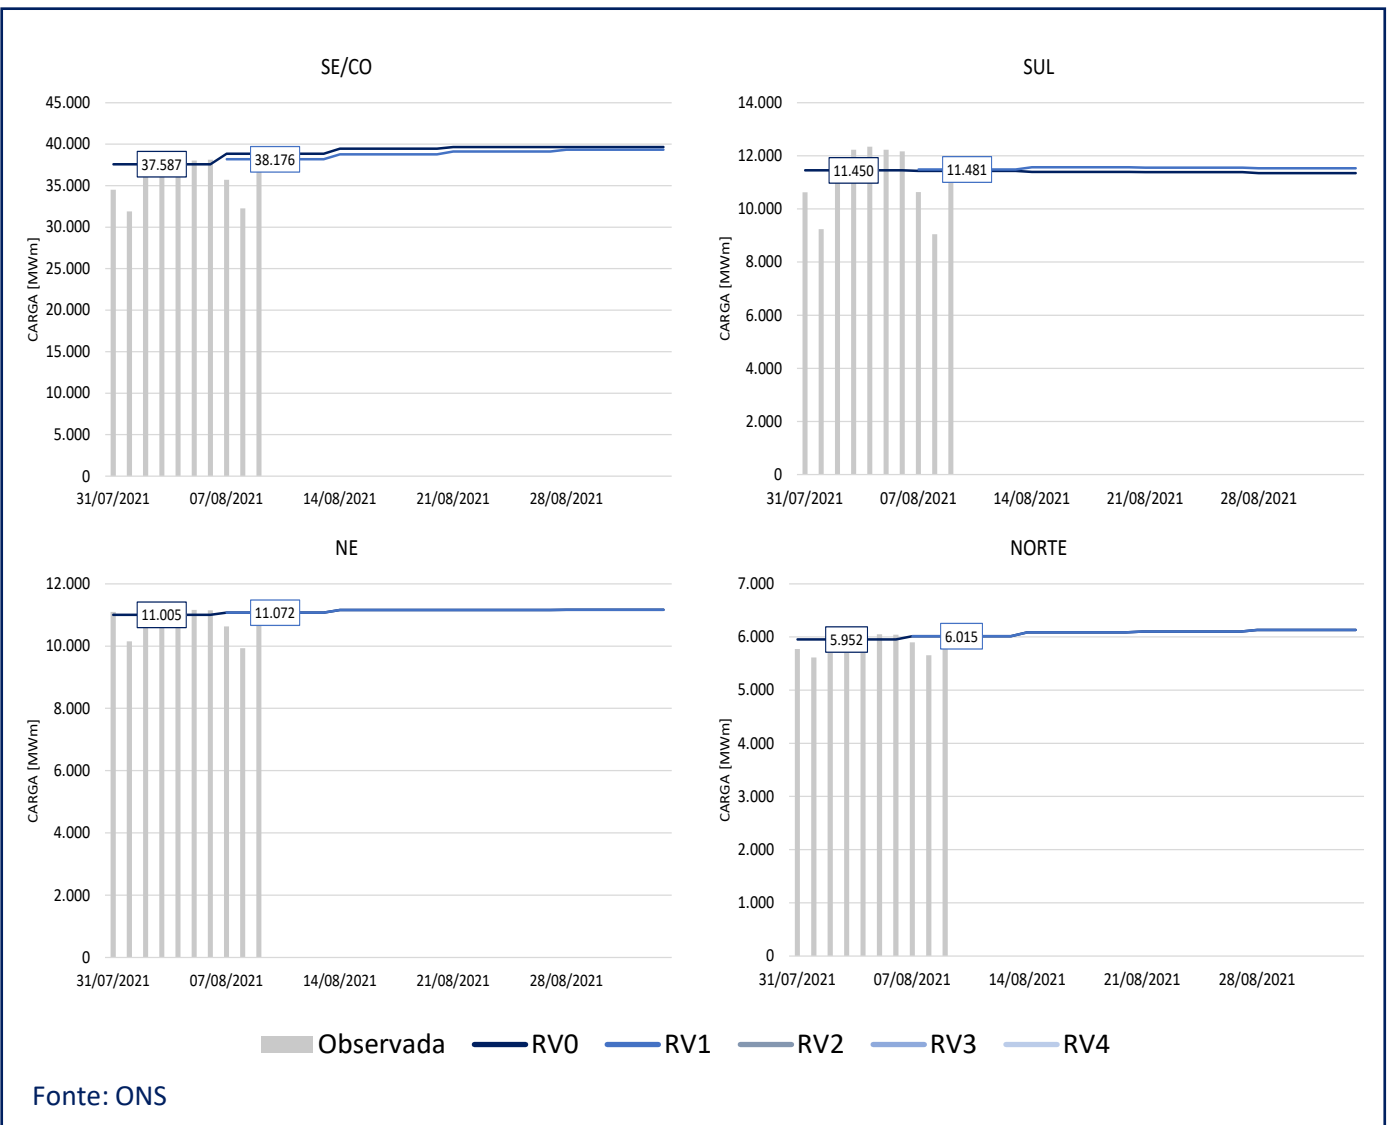 SE/CO
45.000
40.000
35.000
30.000
25.000
20.000
15.000
10.000
5.000
0
CARGA [MWm]
37.587
38.176
31/07/2021 07/08/2021 14/08/2021 21/08/2021 28/08/2021
SUL
14.000
12.000
10.000
8.000
6.000
4.000
2.000
0
CARGA [MWm]
11.450
11.481
31/07/2021 07/08/2021 14/08/2021 21/08/2021 28/08/2021
NE
12.000
10.000
8.000
6.000
4.000
2.000
0
CARGA [MWm]
11.005
11.072
31/07/2021 07/08/2021 14/08/2021 21/08/2021 28/08/2021
NORTE
7.000
6.000
5.000
4.000
3.000
2.000
1.000
0
CARGA [MWm]
5.952
6.015
31/07/2021 07/08/2021 14/08/2021 21/08/2021 28/08/2021
Observada RV0 RV1 RV2 RV3 RV4
Fonte: ONS